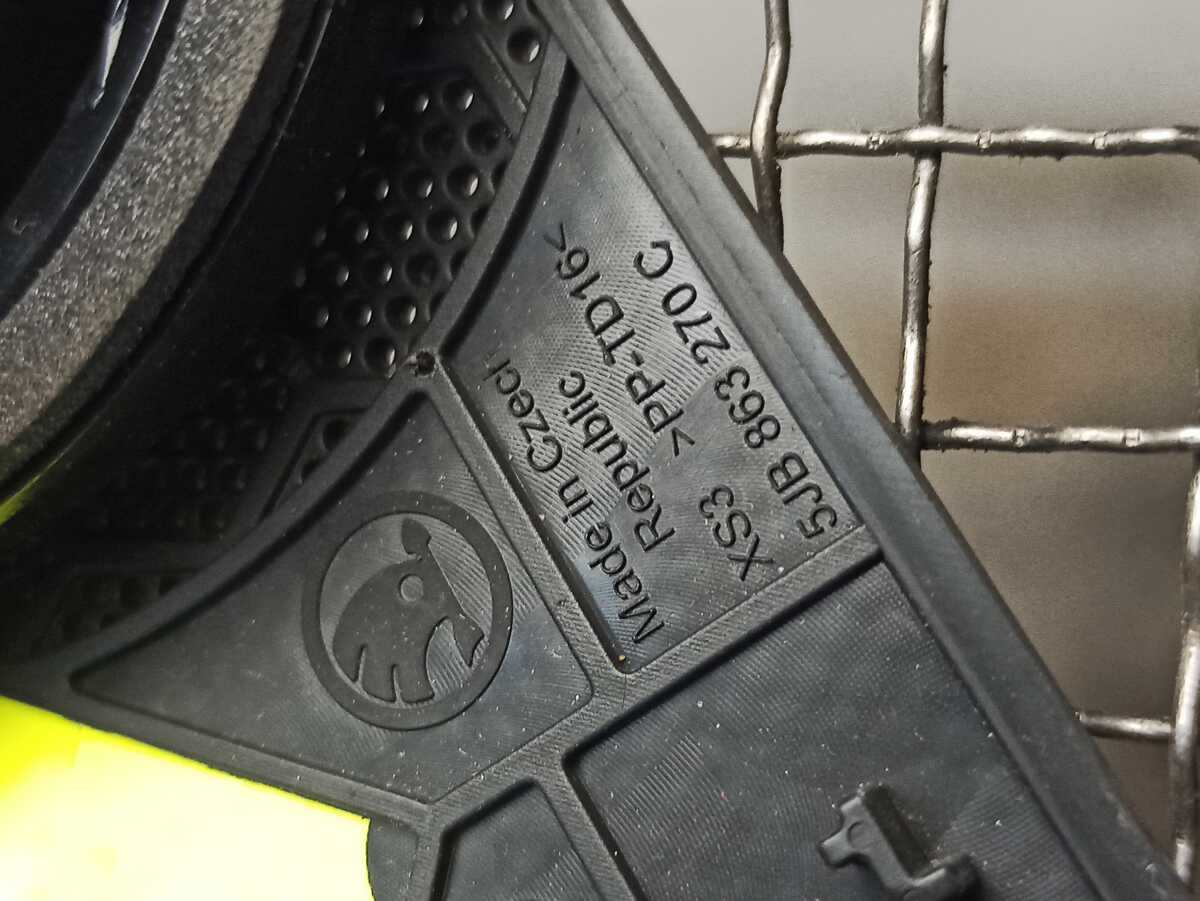 Made in Czech
Republic
XS3 >PP-TD16<
5JB 863 270 C